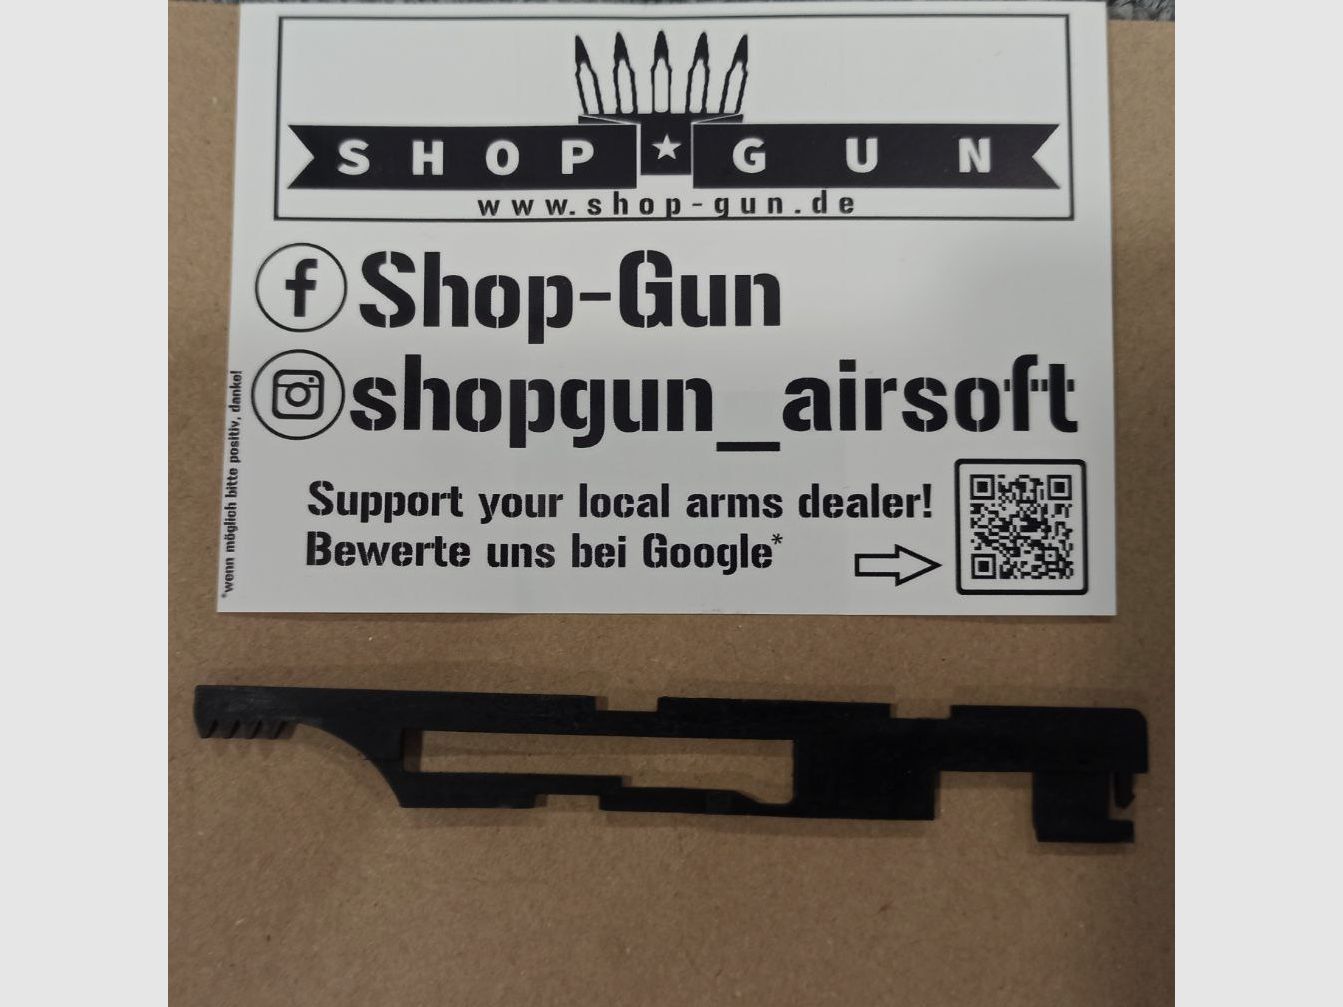 SHOP GUN
www.shop-gun.de
Shop-Gun
shopgun_airsoft
Support your local arms dealer!
Bewerte uns bei Google*
*wenn möglich bitte positiv, danke!